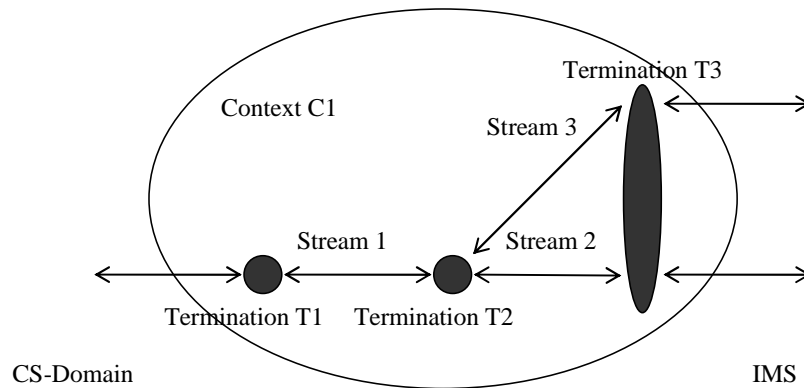 Termination T3
Context C1
Stream 3
Stream 1
Stream 2
Termination T1
Termination T2
CS-Domain
IMS